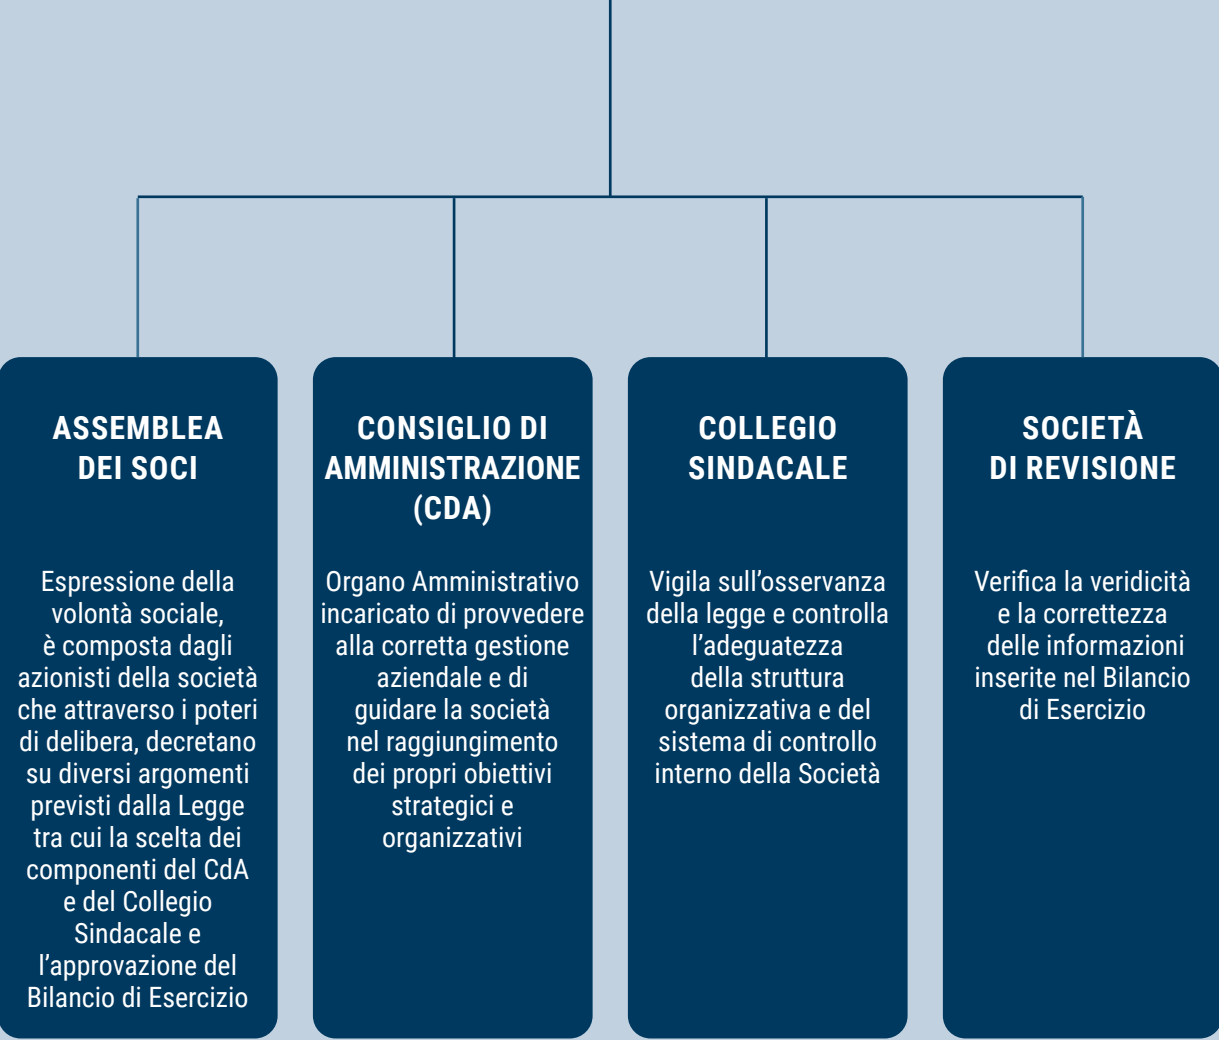 ASSEMBLEA
DEI SOCI
Espressione della
volontà sociale,
è composta dagli
azionisti della società
che attraverso i poteri
di delibera, decretano
su diversi argomenti
previsti dalla Legge
tra cui la scelta dei
componenti del CdA
e del Collegio
Sindacale e
l’approvazione del
Bilancio di Esercizio
CONSIGLIO DI
AMMINISTRAZIONE
(CDA)
Organo Amministrativo
incaricato di provvedere
alla corretta gestione
aziendale e di
guidare la società
nel raggiungimento
dei propri obiettivi
strategici e
organizzativi
COLLEGIO
SINDACALE
Vigila sull’osservanza
della legge e controlla
l’adeguatezza
della struttura
organizzativa e del
sistema di controllo
interno della Società
SOCIETÀ
DI REVISIONE
Verifica la veridicità
e la correttezza
delle informazioni
inserite nel Bilancio
di Esercizio